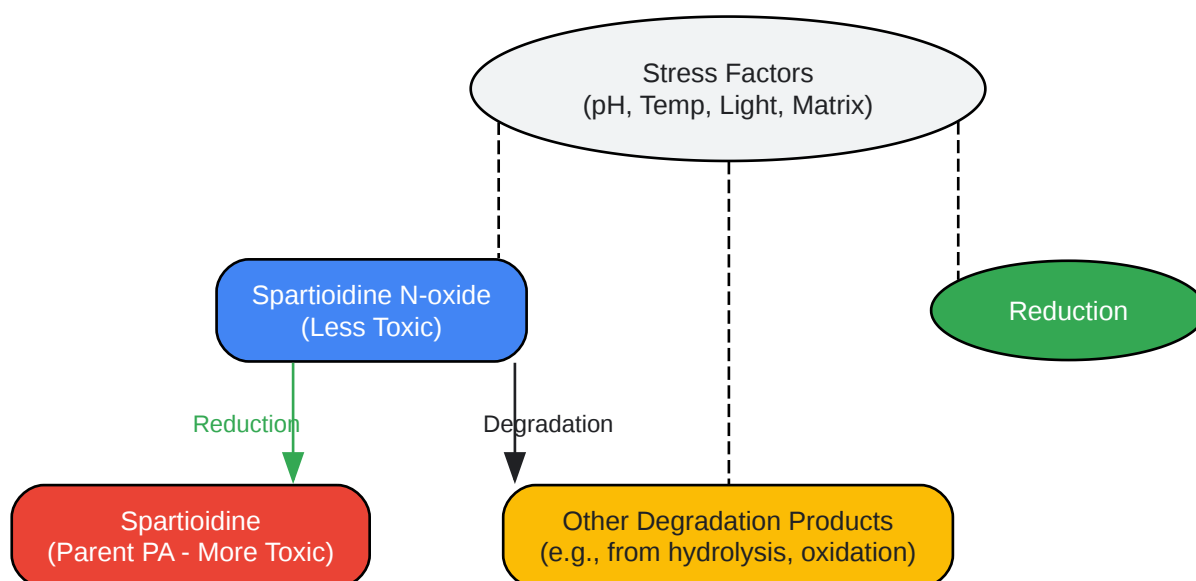 Stress Factors
(pH, Temp, Light, Matrix)
Spartioidine N-oxide
(Less Toxic)
Reduction
Reduction
Degradation
Spartioidine
(Parent PA - More Toxic)
Other Degradation Products
(e.g., from hydrolysis, oxidation)